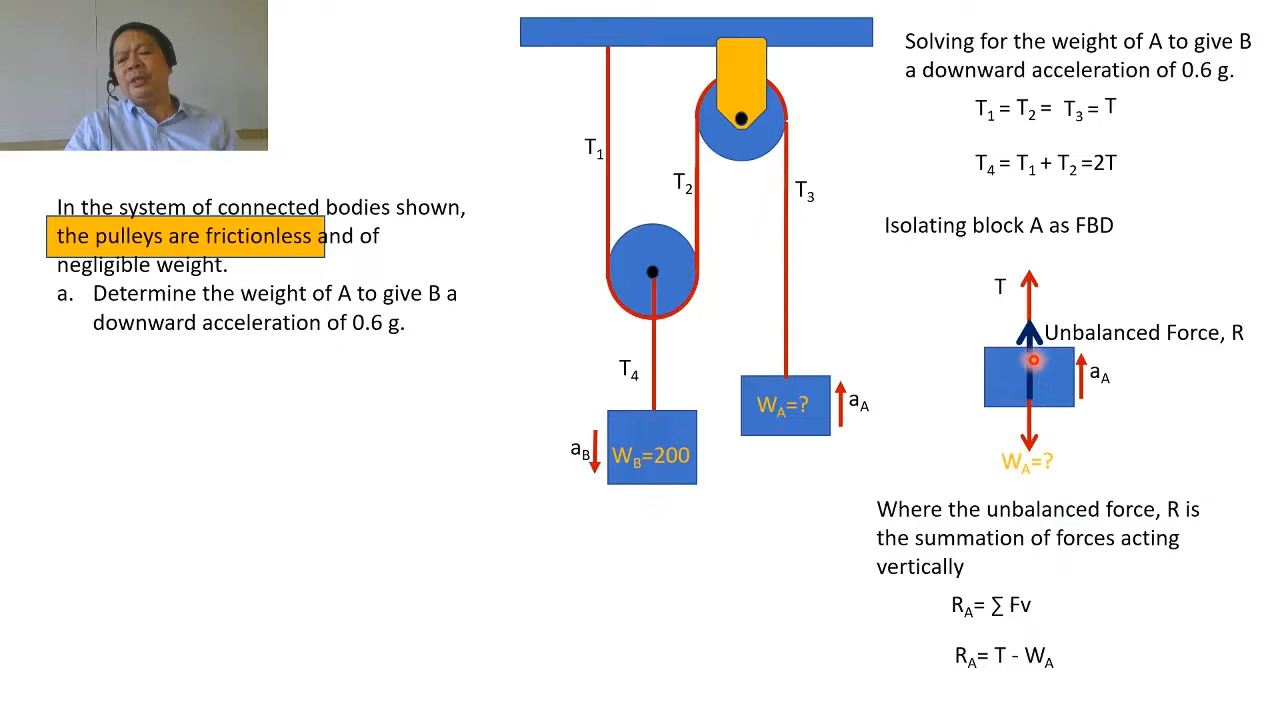 In the system of connected bodies shown,
the pulleys are frictionless and of
negligible weight.
a. Determine the weight of A to give B a
downward acceleration of 0.6 g.
T1
T2
T3
T4
aB
WB=200
WA=?
aA
Solving for the weight of A to give B
a downward acceleration of 0.6 g.
T1 = T2 = T3 = T
T4 = T1 + T2 =2T
Isolating block A as FBD
T
Unbalanced Force, R
aA
WA=?
Where the unbalanced force, R is
the summation of forces acting
vertically
RA= ∑ Fv
RA= T - WA